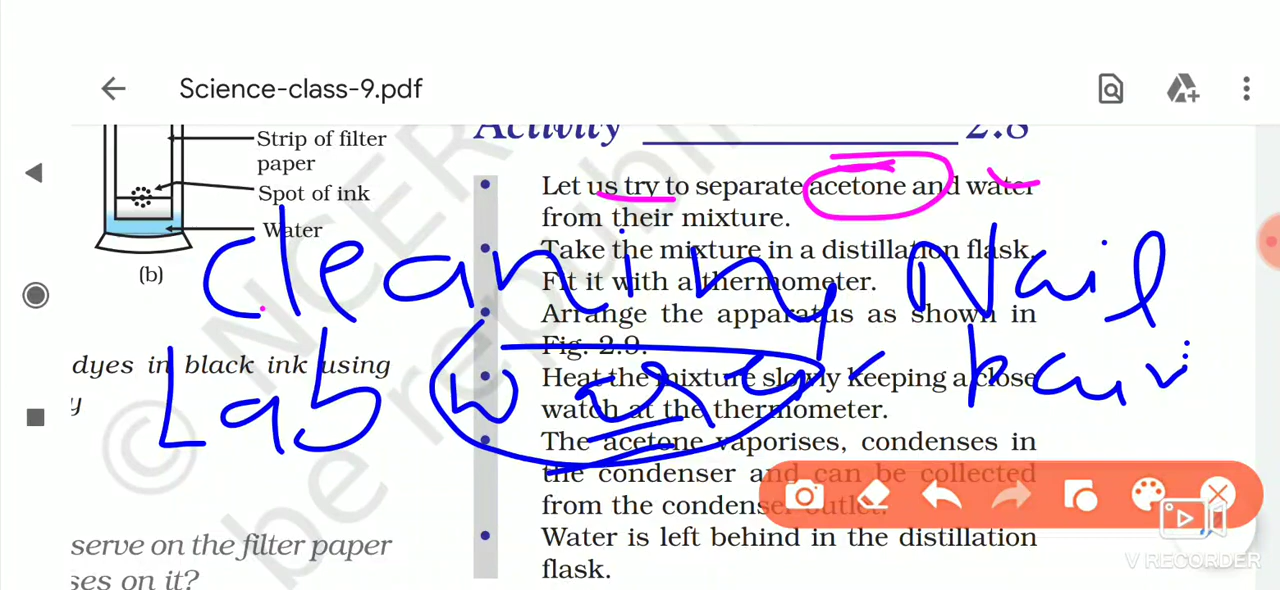 Science-class-9.pdf
Activity 2.8
Strip of filter
paper
Spot of ink
Water
(b)
dyes in black ink using
y
serve on the filter paper
ses on it?
Let us try to separate acetone and water
from their mixture.
Take the mixture in a distillation flask.
Fit it with a thermometer.
Arrange the apparatus as shown in
Fig. 2.9.
Heat the mixture slowly keeping a close
watch at the thermometer.
The acetone vaporises, condenses in
the condenser and can be collected
from the condenser outlet.
Water is left behind in the distillation
flask.
Cleaning Nail
Lab
© NCERT
be republi
V RECORDER